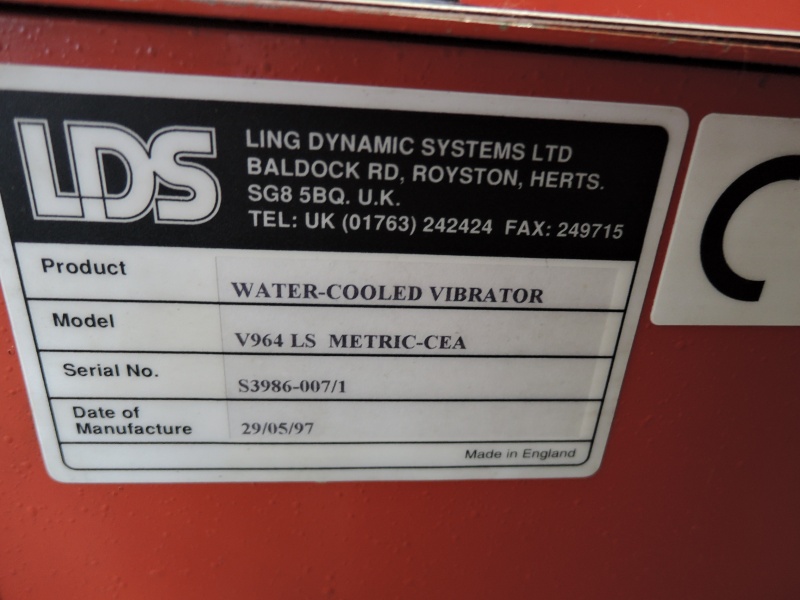 LDS
LING DYNAMIC SYSTEMS LTD
BALDOCK RD, ROYSTON, HERTS.
SG8 5BQ. U.K.
TEL: UK (01763) 242424 FAX: 249715
Product WATER-COOLED VIBRATOR
Model V964 LS METRIC-CEA
Serial No. S3986-007/1
Date of
Manufacture 29/05/97
Made in England
C